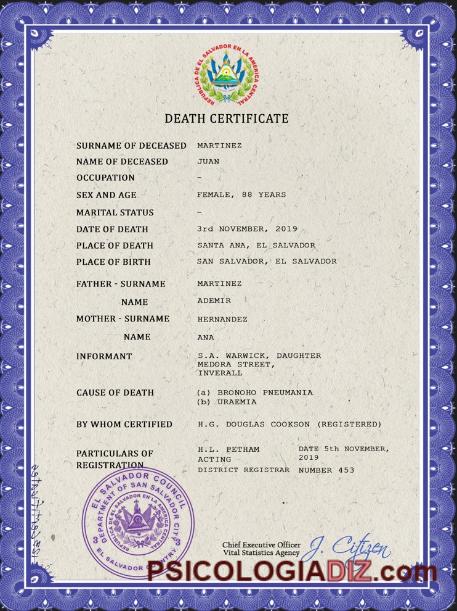 REPUBLICA DE EL SALVADOR EN LA AMERICA CENTRAL
DEATH CERTIFICATE
SURNAME OF DECEASED MARTINEZ
NAME OF DECEASED JUAN
OCCUPATION –
SEX AND AGE FEMALE, 88 YEARS
MARITAL STATUS –
DATE OF DEATH 3rd NOVEMBER, 2019
PLACE OF DEATH SANTA ANA, EL SALVADOR
PLACE OF BIRTH SAN SALVADOR, EL SALVADOR
FATHER - SURNAME MARTINEZ
NAME ADEMIR
MOTHER - SURNAME HERNANDEZ
NAME ANA
INFORMANT S.A. WARWICK, DAUGHTER
MEDORA STREET,
INVERALL
CAUSE OF DEATH (a) BRONOHO PNEUMANIA
(b) URAEMIA
BY WHOM CERTIFIED H.G. DOUGLAS COOKSON (REGISTERED)
PARTICULARS OF REGISTRATION
H.L. PETHAM
ACTING
DISTRICT REGISTRAR
DATE 5th NOVEMBER,
2019
NUMBER 453
EL SALVADOR COUNCIL
DEPARTMENT OF SAN SALVADOR CITY
EL SALVADOR COUNTRY
Chief Executive Officer
Vital Statistics Agency
J. Citizen
PSICOLOGIADIZ.com